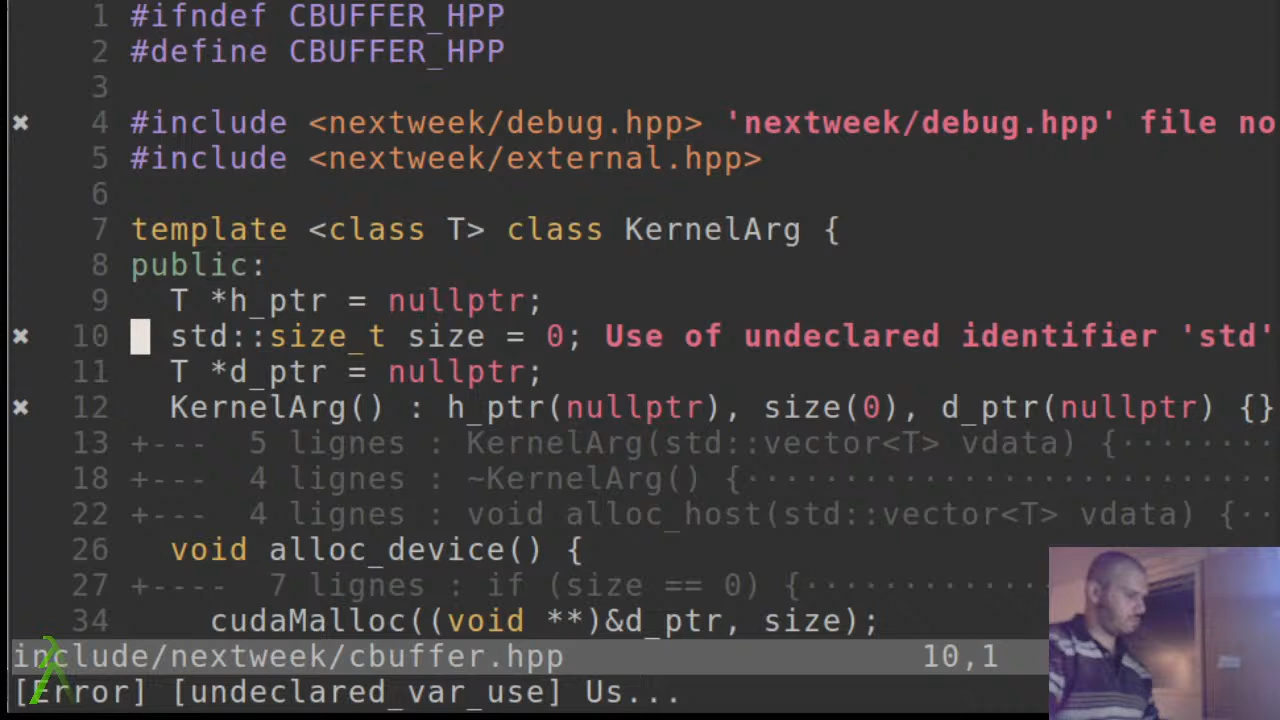 1 #ifndef CBUFFER_HPP
2 #define CBUFFER_HPP
3
✖ 4 #include <nextweek/debug.hpp> 'nextweek/debug.hpp' file no
5 #include <nextweek/external.hpp>
6
7 template <class T> class KernelArg {
8 public:
9   T *h_ptr = nullptr;
✖ 10   std::size_t size = 0; Use of undeclared identifier 'std'
11   T *d_ptr = nullptr;
✖ 12   KernelArg() : h_ptr(nullptr), size(0), d_ptr(nullptr) {}
13 +---  5 lignes : KernelArg(std::vector<T> vdata) {········
18 +---  4 lignes : ~KernelArg() {···························
22 +---  4 lignes : void alloc_host(std::vector<T> vdata) {··
26   void alloc_device() {
27 +----  7 lignes : if (size == 0) {············
34     cudaMalloc((void **)&d_ptr, size);
include/nextweek/cbuffer.hpp 10,1
[Error] [undeclared_var_use] Us...